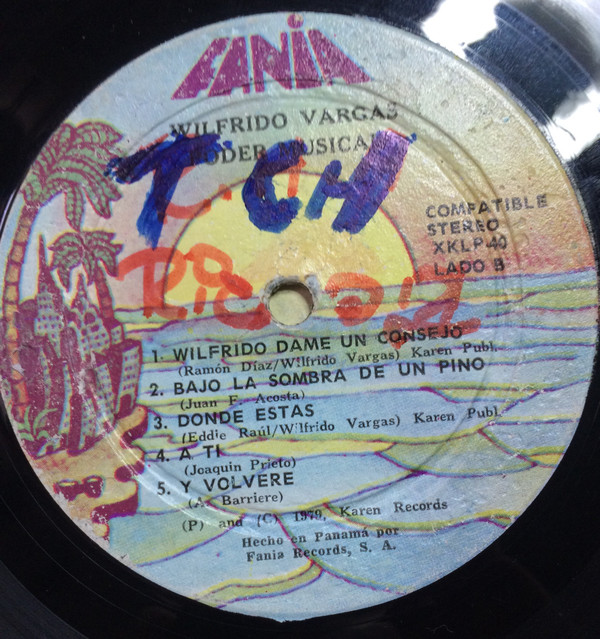 FANIA
WILFRIDO VARGAS
PODER MUSICAL
T CH
COMPATIBLE
STEREO
XKLP-40
LADO B
1. WILFRIDO DAME UN CONSEJO
(Ramón Díaz/Wilfrido Vargas) Karen Publ.
2. BAJO LA SOMBRA DE UN PINO
(Juan F. Acosta)
3. DONDE ESTAS
(Eddie Raúl/Wilfrido Vargas) Karen Publ.
4. A TI
(Joaquin Prieto)
5. Y VOLVERE
(A. Barriere)
(P) and (C) 1979, Karen Records
Hecho en Panamá por
Fania Records, S. A.